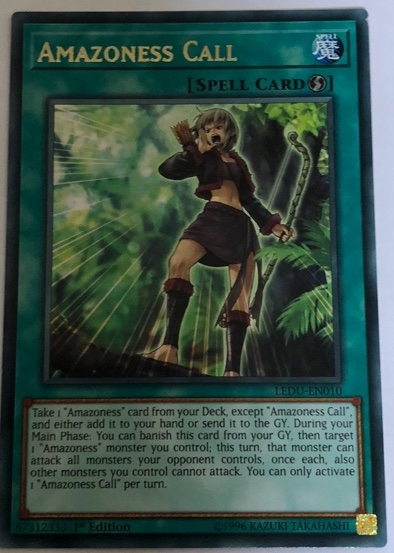 AMAZONESS CALL
SPELL
魔
[SPELL CARD]
LEDU-EN010
Take 1 "Amazoness" card from your Deck, except "Amazoness Call",
and either add it to your hand or send it to the GY. During your
Main Phase: You can banish this card from your GY, then target
1 "Amazoness" monster you control; this turn, that monster can
attack all monsters your opponent controls, once each, also
other monsters you control cannot attack. You can only activate
1 "Amazoness Call" per turn.
67312333 1st Edition
©1996 KAZUKI TAKAHASHI